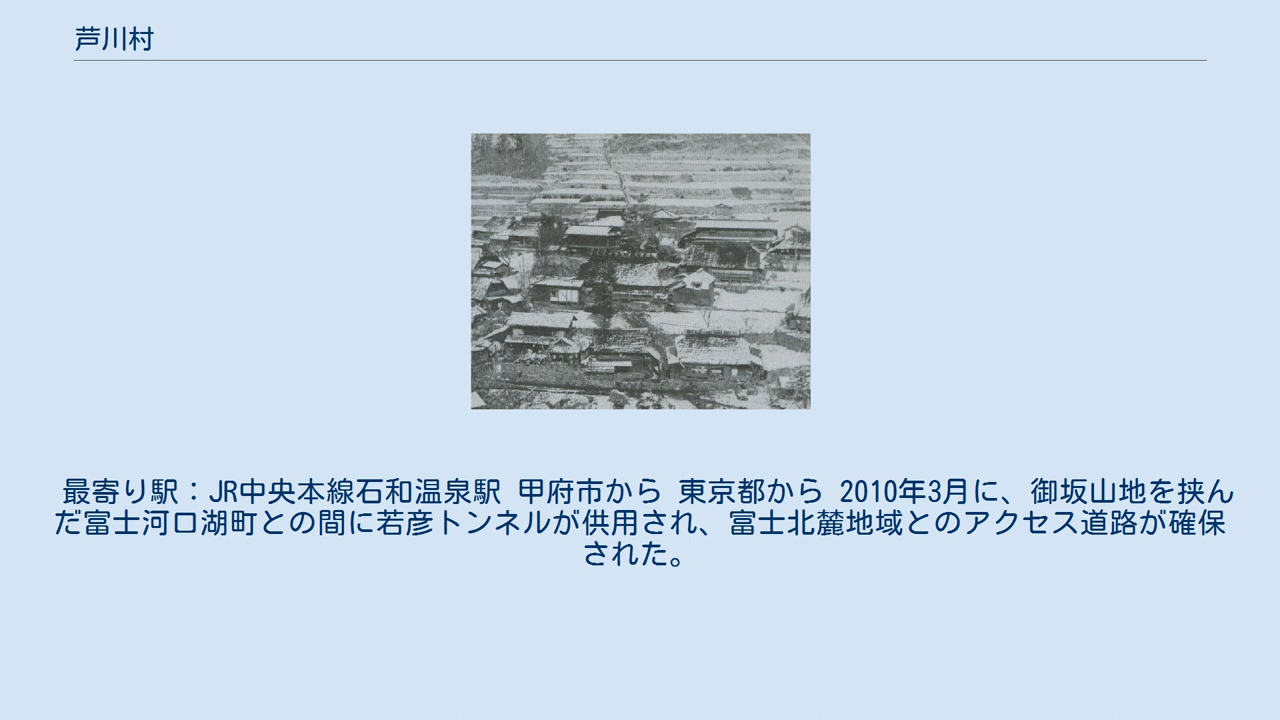 芦川村
最寄り駅：JR中央本線石和温泉駅 甲府市から 東京都から 2010年3月に、御坂山地を挟ん
だ富士河口湖町との間に若彦トンネルが供用され、富士北麓地域とのアクセス道路が確保
された。